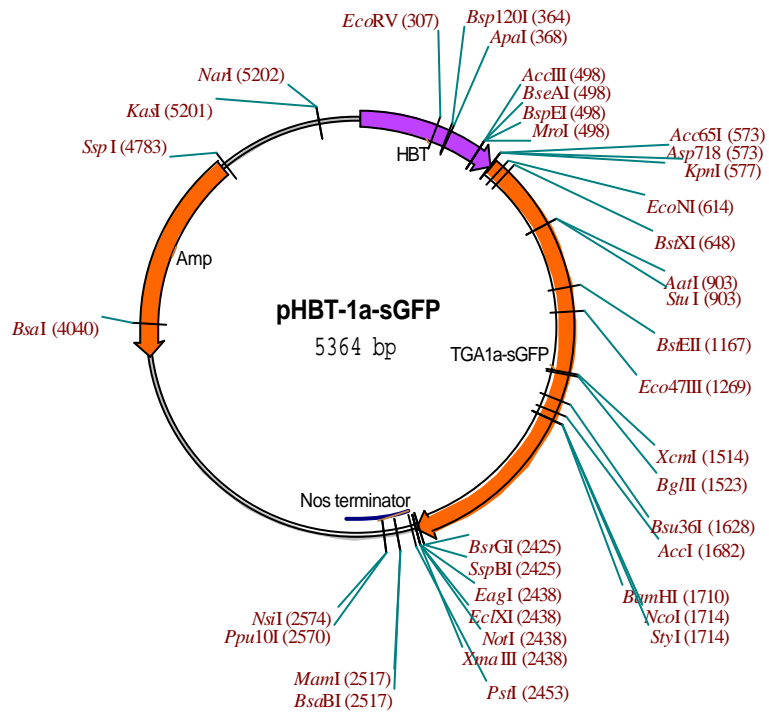 EcoRV (307)
Bsp120I (364)
ApaI (368)
NarI (5202)
KasI (5201)
SspI (4783)
AccIII (498)
BseAI (498)
BspEI (498)
MroI (498)
HBT
Acc65I (573)
Asp718 (573)
KpnI (577)
EcoNI (614)
BstXI (648)
AatI (903)
StuI (903)
Amp
BsaI (4040)
pHBT-1a-sGFP
5364 bp
TGA1a-sGFP
BstEII (1167)
Eco47III (1269)
XcmI (1514)
BglII (1523)
Bsu36I (1628)
AccI (1682)
BamHI (1710)
NcoI (1714)
StyI (1714)
Nos terminator
BsrGI (2425)
SspBI (2425)
EagI (2438)
EclXI (2438)
NotI (2438)
XmaIII (2438)
PstI (2453)
NsiI (2574)
Ppu10I (2570)
MamI (2517)
BsaBI (2517)